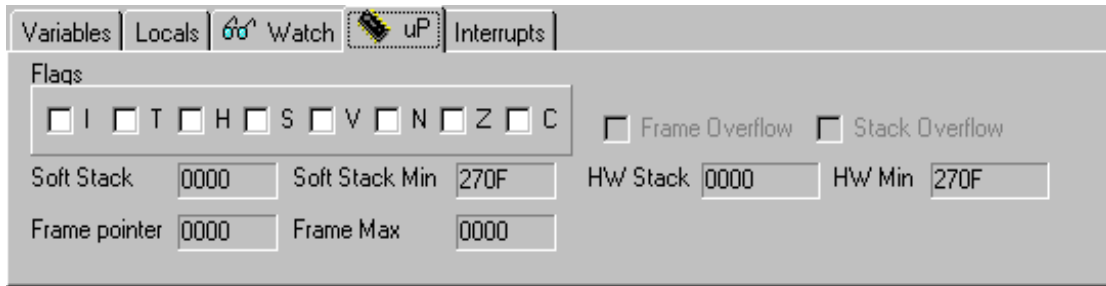 Variables Locals Watch uP Interrupts
Flags
I T H S V N Z C Frame Overflow Stack Overflow
Soft Stack 0000 Soft Stack Min 270F HW Stack 0000 HW Min 270F
Frame pointer 0000 Frame Max 0000